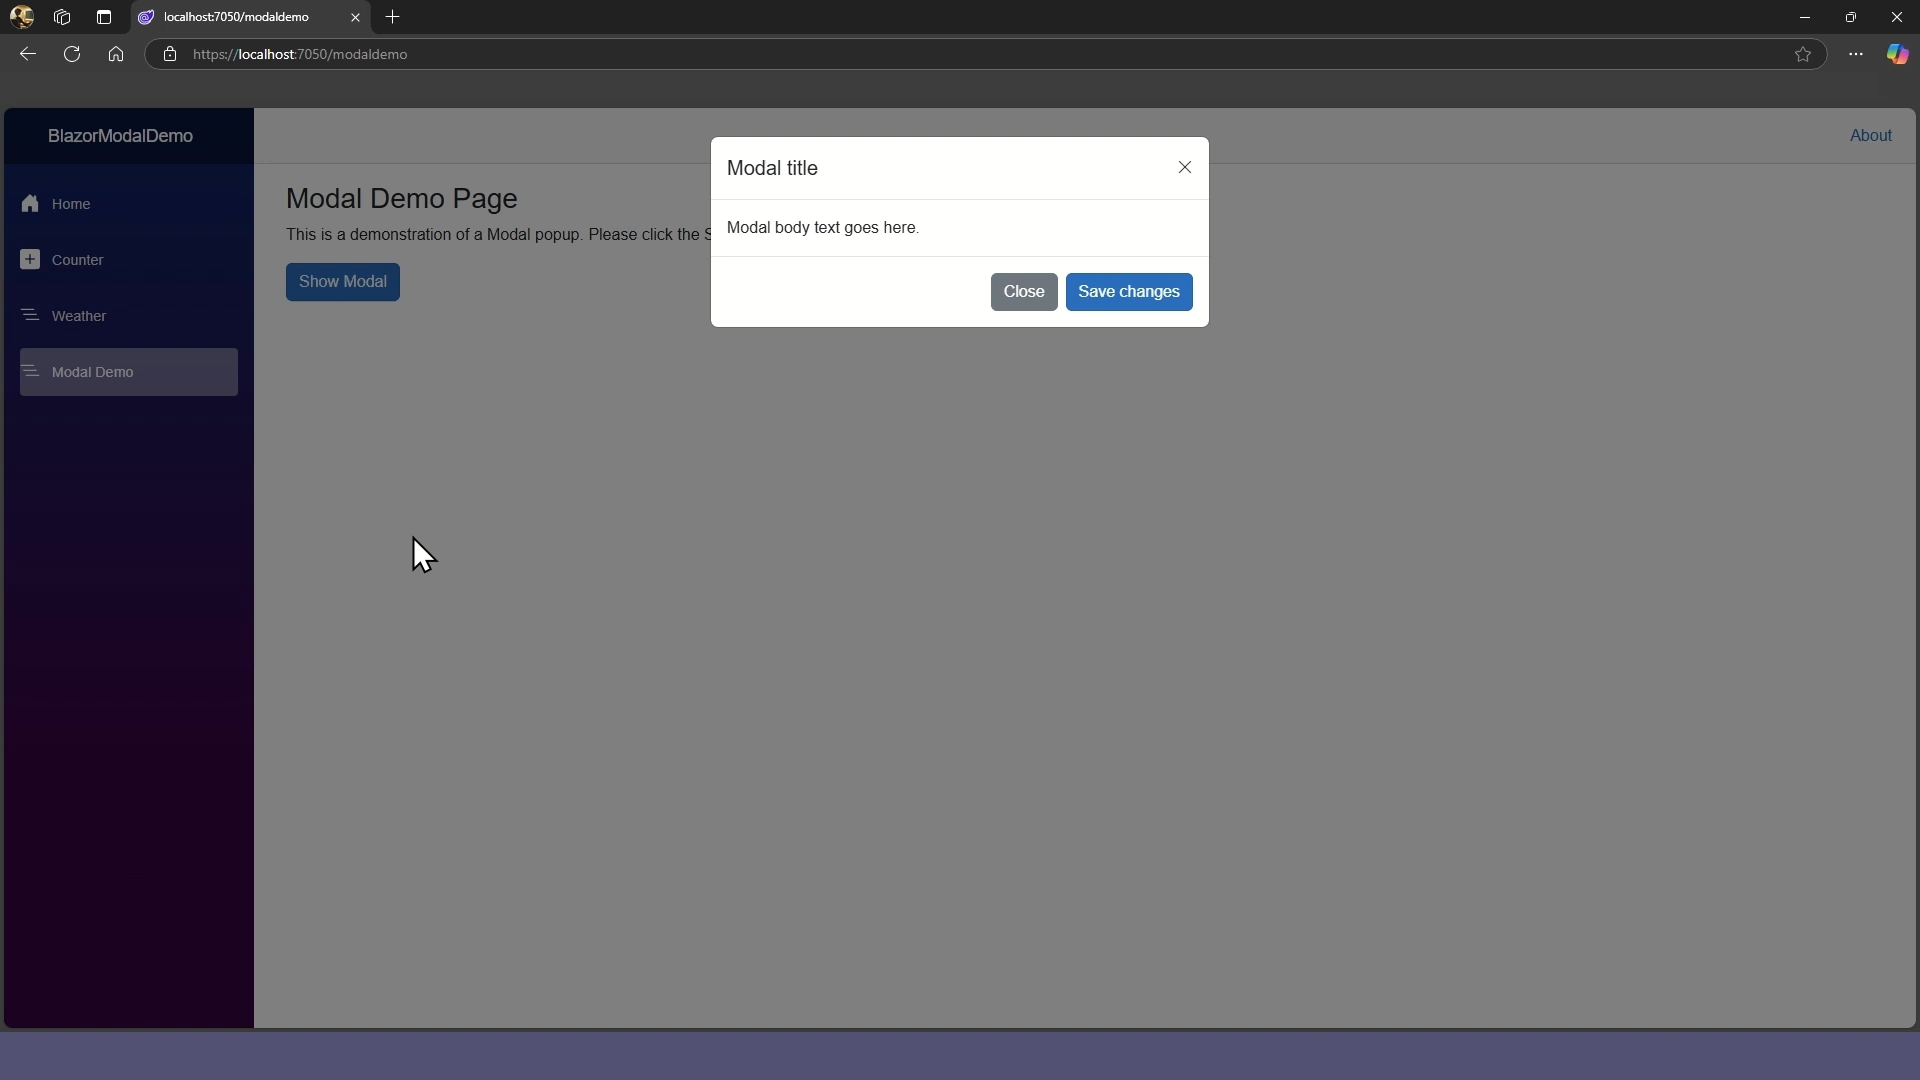 localhost:7050/modaldemo
https://localhost:7050/modaldemo
BlazorModalDemo
About
Home
Counter
Weather
Modal Demo
Modal Demo Page
This is a demonstration of a Modal popup. Please click the S
Show Modal
Modal title
Modal body text goes here.
Close
Save changes